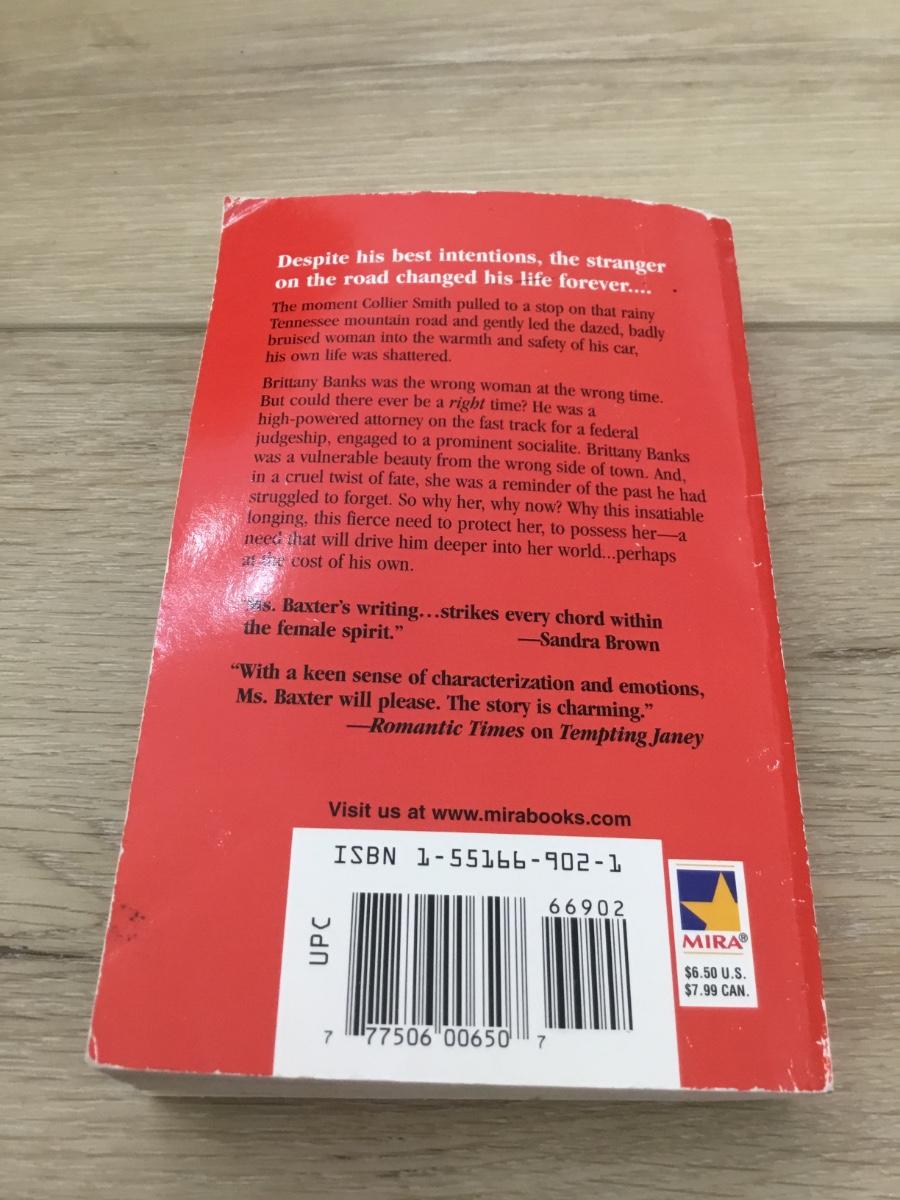 Despite his best intentions, the stranger
on the road changed his life forever....
The moment Collier Smith pulled to a stop on that rainy
Tennessee mountain road and gently led the dazed, badly
bruised woman into the warmth and safety of his car,
his own life was shattered.
Brittany Banks was the wrong woman at the wrong time.
But could there ever be a right time? He was a
high-powered attorney on the fast track for a federal
judgeship, engaged to a prominent socialite. Brittany Banks
was a vulnerable beauty from the wrong side of town. And,
in a cruel twist of fate, she was a reminder of the past he had
struggled to forget. So why her, why now? Why this insatiable
longing, this fierce need to protect her, to possess her—a
need that will drive him deeper into her world...perhaps
at the cost of his own.
"Ms. Baxter's writing...strikes every chord within
the female spirit." —Sandra Brown
"With a keen sense of characterization and emotions,
Ms. Baxter will please. The story is charming."
—Romantic Times on Tempting Janey
Visit us at www.mirabooks.com
ISBN 1-55166-902-1
66902
UPC
7 77506 00650 7
MIRA®
$6.50 U.S.
$7.99 CAN.